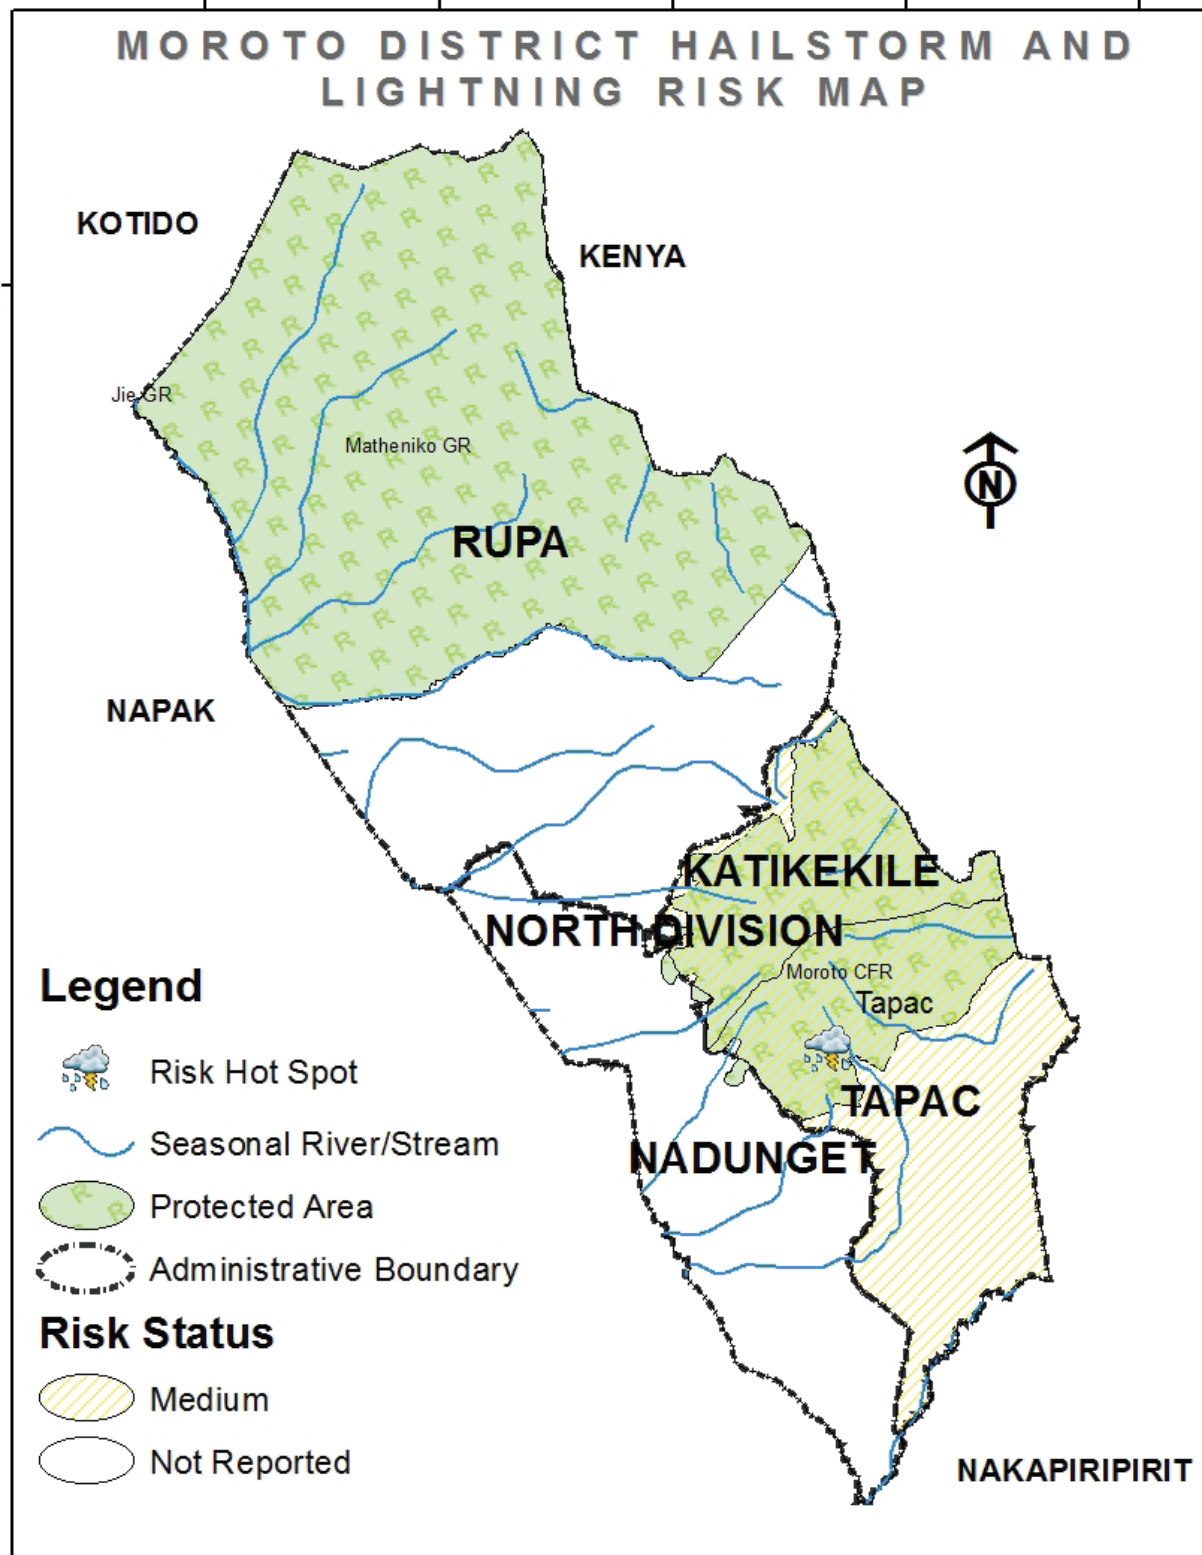 MOROTO DISTRICT HAILSTORM AND
LIGHTNING RISK MAP
KOTIDO
KENYA
Jie GR
Matheniko GR
N
RUPA
NAPAK
KATIKEKILE
NORTH DIVISION
Moroto CFR
Tapac
TAPAC
NADUNGET
NAKAPIRIPIRIT
Legend
Risk Hot Spot
Seasonal River/Stream
Protected Area
Administrative Boundary
Risk Status
Medium
Not Reported